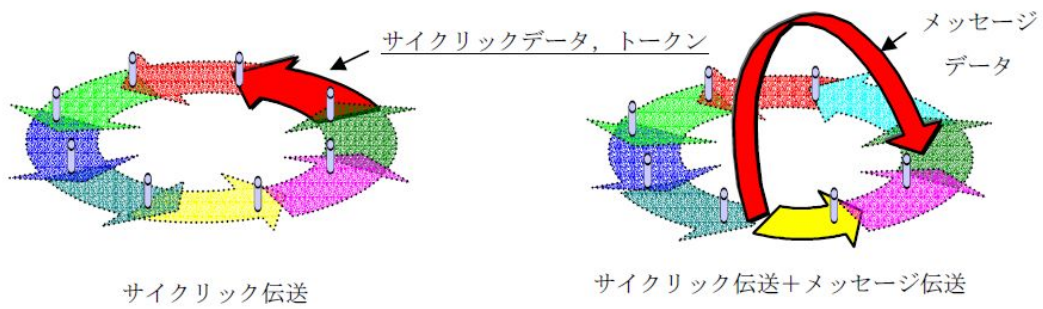 サイクリックデータ，トークン
メッセージ
データ
サイクリック伝送
サイクリック伝送＋メッセージ伝送